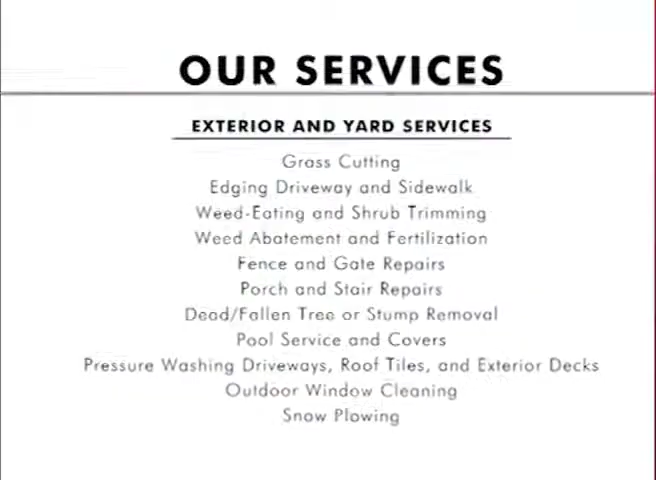 OUR SERVICES
EXTERIOR AND YARD SERVICES
Grass Cutting
Edging Driveway and Sidewalk
Weed-Eating and Shrub Trimming
Weed Abatement and Fertilization
Fence and Gate Repairs
Porch and Stair Repairs
Dead/Fallen Tree or Stump Removal
Pool Service and Covers
Pressure Washing Driveways, Roof Tiles, and Exterior Decks
Outdoor Window Cleaning
Snow Plowing